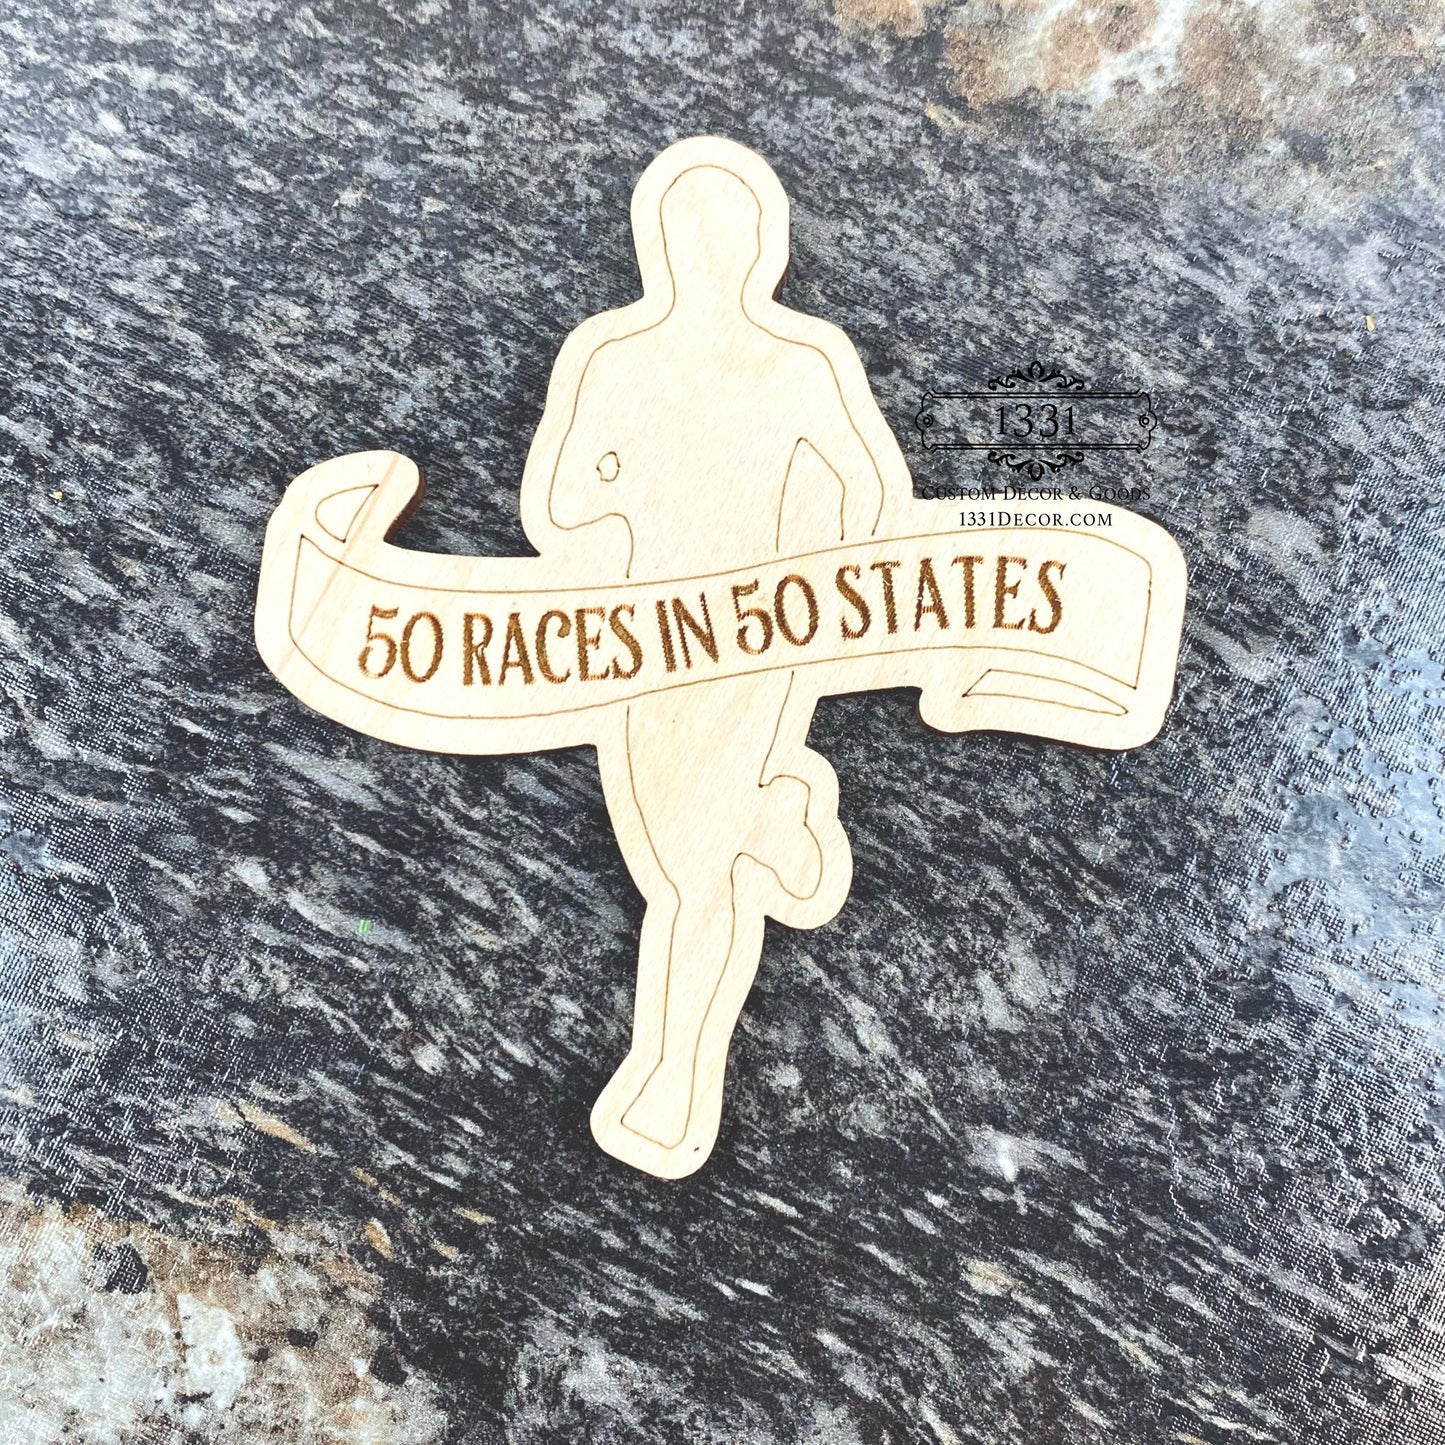 1331
Custom Decor & Goods
1331Decor.com
50 RACES IN 50 STATES